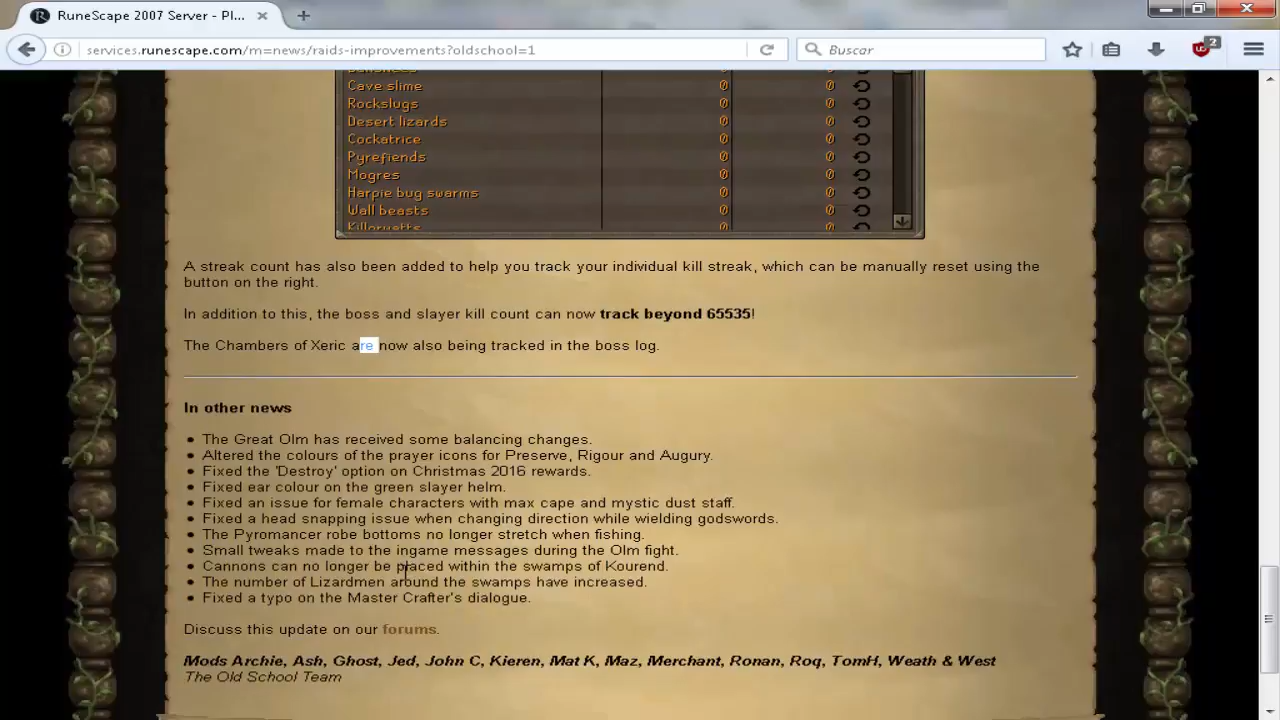 RuneScape 2007 Server - Pl...
services.runescape.com/m=news/raids-improvements?oldschool=1
Buscar
2
Banshees
Cave slime 0 0
Rockslugs 0 0
Desert lizards 0 0
Cockatrice 0 0
Pyrefiends 0 0
Mogres 0 0
Harpie bug swarms 0 0
Wall beasts 0 0
Killerwatts 0 0
A streak count has also been added to help you track your individual kill streak, which can be manually reset using the
button on the right.
In addition to this, the boss and slayer kill count can now track beyond 65535!
The Chambers of Xeric are now also being tracked in the boss log.
In other news
• The Great Olm has received some balancing changes.
• Altered the colours of the prayer icons for Preserve, Rigour and Augury.
• Fixed the 'Destroy' option on Christmas 2016 rewards.
• Fixed ear colour on the green slayer helm.
• Fixed an issue for female characters with max cape and mystic dust staff.
• Fixed a head snapping issue when changing direction while wielding godswords.
• The Pyromancer robe bottoms no longer stretch when fishing.
• Small tweaks made to the ingame messages during the Olm fight.
• Cannons can no longer be placed within the swamps of Kourend.
• The number of Lizardmen around the swamps have increased.
• Fixed a typo on the Master Crafter's dialogue.
Discuss this update on our forums.
Mods Archie, Ash, Ghost, Jed, John C, Kieren, Mat K, Maz, Merchant, Ronan, Roq, TomH, Weath & West
The Old School Team